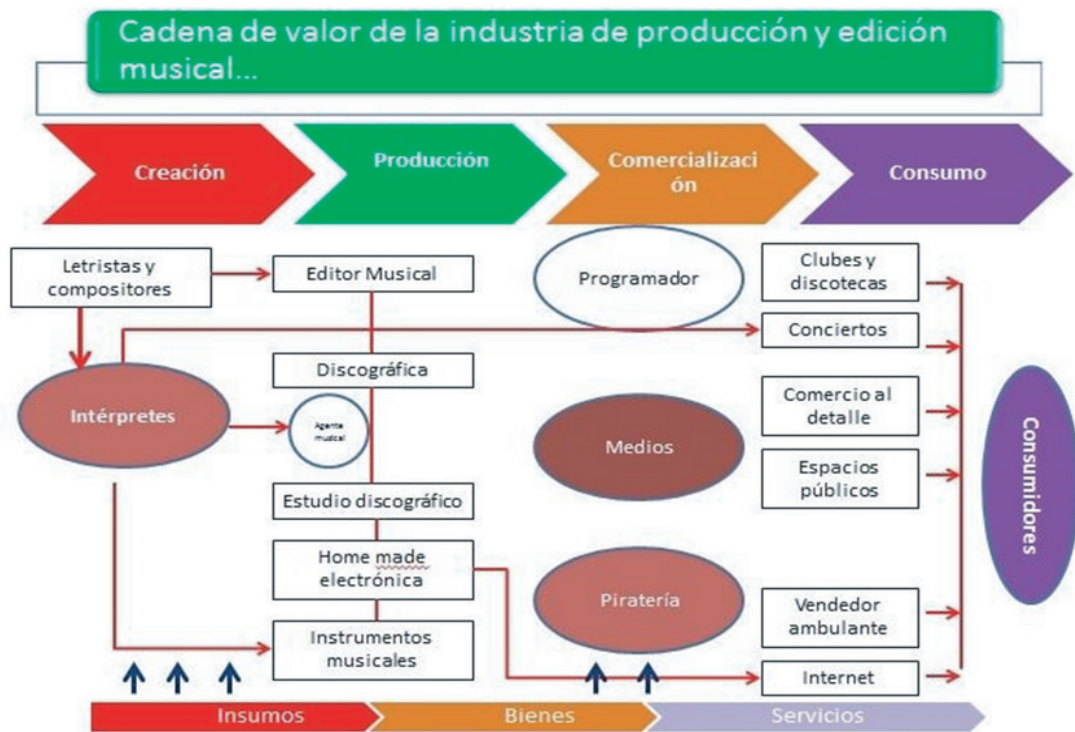 Cadena de valor de la industria de producción y edición
musical...
Creación
Producción
Comercializaci
ón
Consumo
Letristas y
compositores
Editor Musical
Programador
Clubes y
discotecas
Conciertos
Discográfica
Intérpretes
Agente
musical
Medios
Comercio al
detalle
Espacios
públicos
Consumidores
Estudio discográfico
Home made
electrónica
Piratería
Vendedor
ambulante
Instrumentos
musicales
Internet
Insumos
Bienes
Servicios